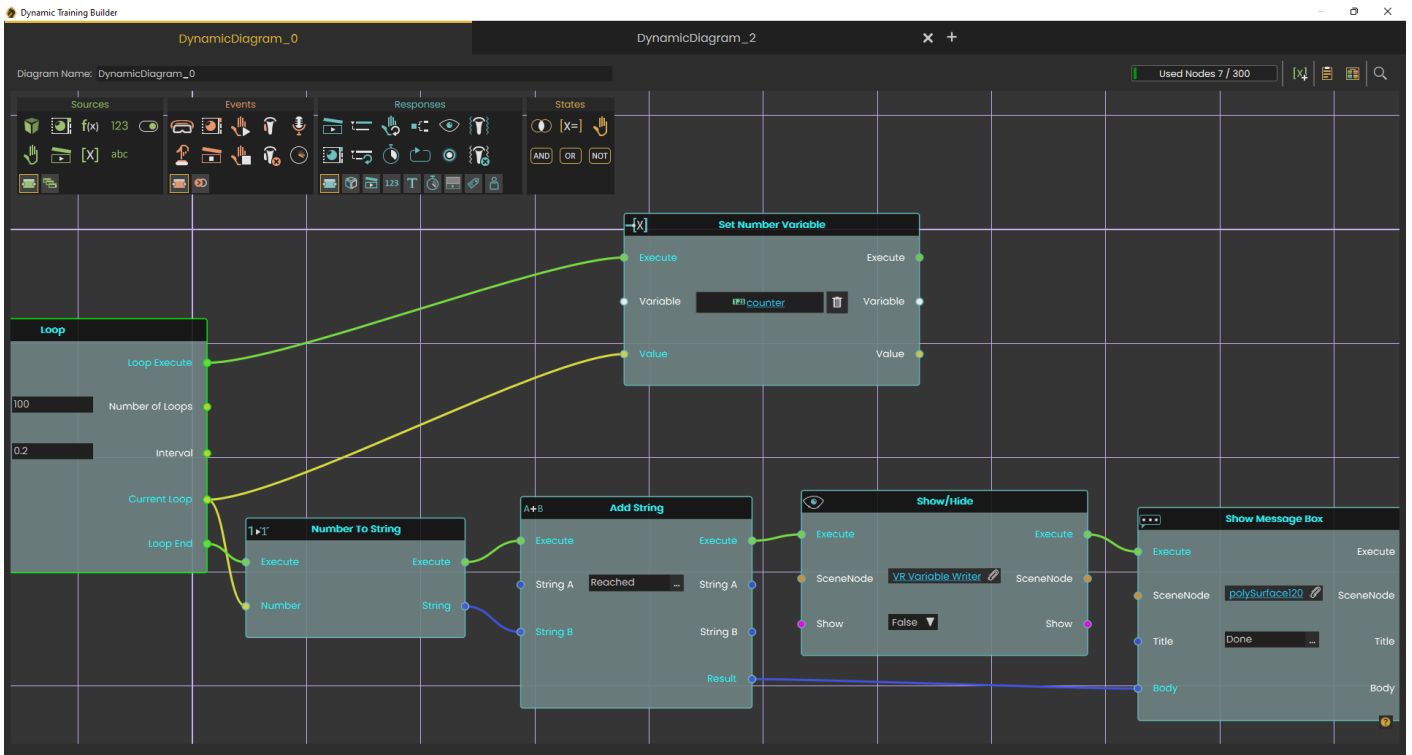 Dynamic Training Builder
DynamicDiagram_0
DynamicDiagram_2
Diagram Name: DynamicDiagram_0
Used Nodes 7 / 300
Sources
Events
Responses
States
f(x) 123
[X] abc
[X=]
AND OR NOT
123 T
[X] Set Number Variable
Execute Execute
Variable counter Variable
Value Value
Loop
Loop Execute
100 Number of Loops
0.2 Interval
Current Loop
Loop End
Number To String
Execute Execute
Number String
A+B Add String
Execute Execute
String A Reached ... String A
String B String B
Result
Show/Hide
Execute Execute
SceneNode VR Variable Writer SceneNode
Show False Show
Show Message Box
Execute Execute
SceneNode polySurface120 SceneNode
Title Done ... Title
Body Body
?